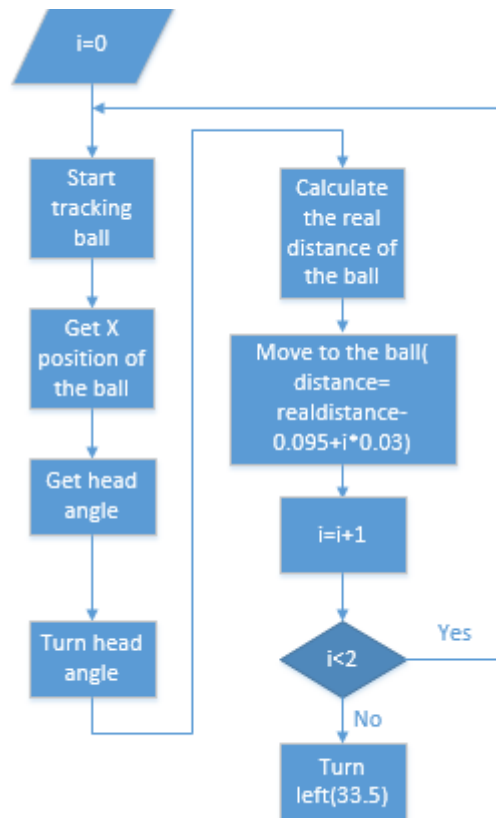 i=0
Start
tracking
ball
Get X
position of
the ball
Get head
angle
Turn head
angle
Calculate
the real
distance of
the ball
Move to the ball(
distance=
realdistance-
0.095+i*0.03)
i=i+1
i<2
Yes
No
Turn
left(33.5)